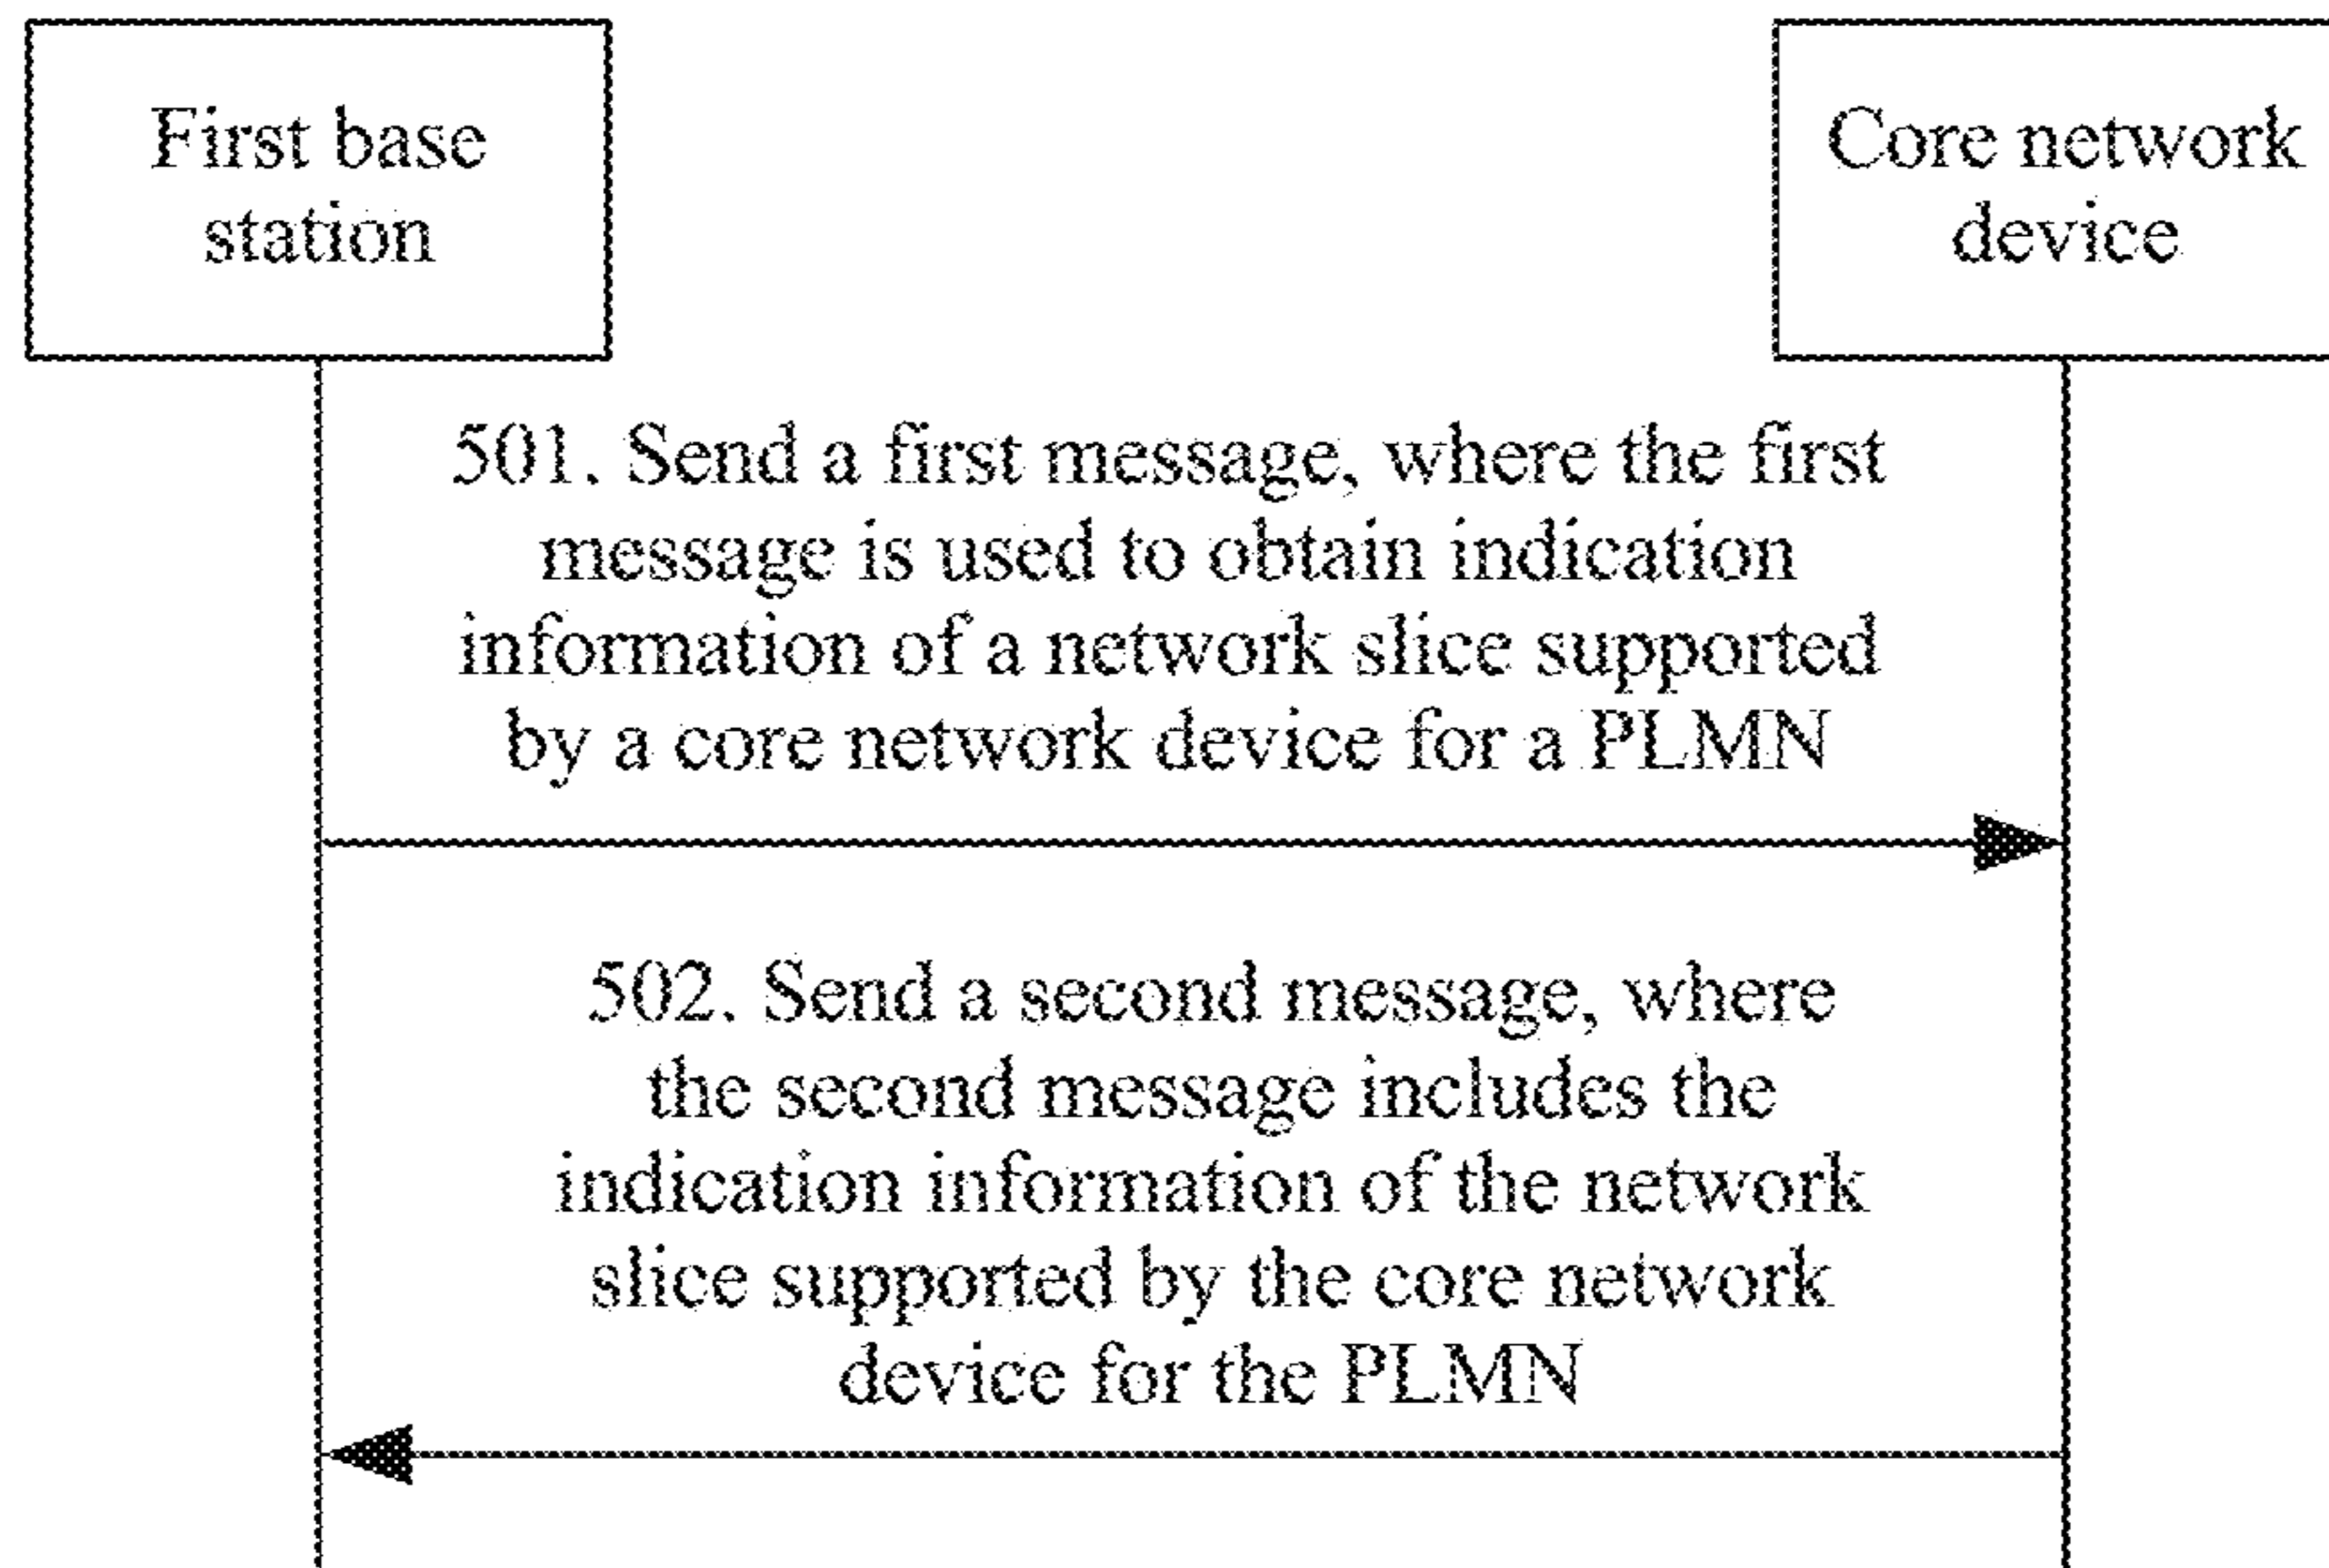 First base
station
Core network
device
501. Send a first message, where the first
message is used to obtain indication
information of a network slice supported
by a core network device for a PLMN
502. Send a second message, where
the second message includes the
indication information of the network
slice supported by the core network
device for the PLMN